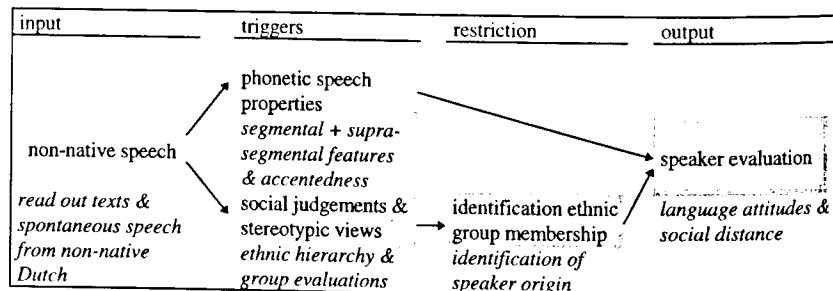 input
triggers
restriction
output
non-native speech
read out texts &
spontaneous speech
from non-native
Dutch
phonetic speech
properties
segmental + supra-
segmental features
& accentedness
social judgements &
stereotypic views
ethnic hierarchy &
group evaluations
identification ethnic
group membership
identification of
speaker origin
speaker evaluation
language attitudes &
social distance